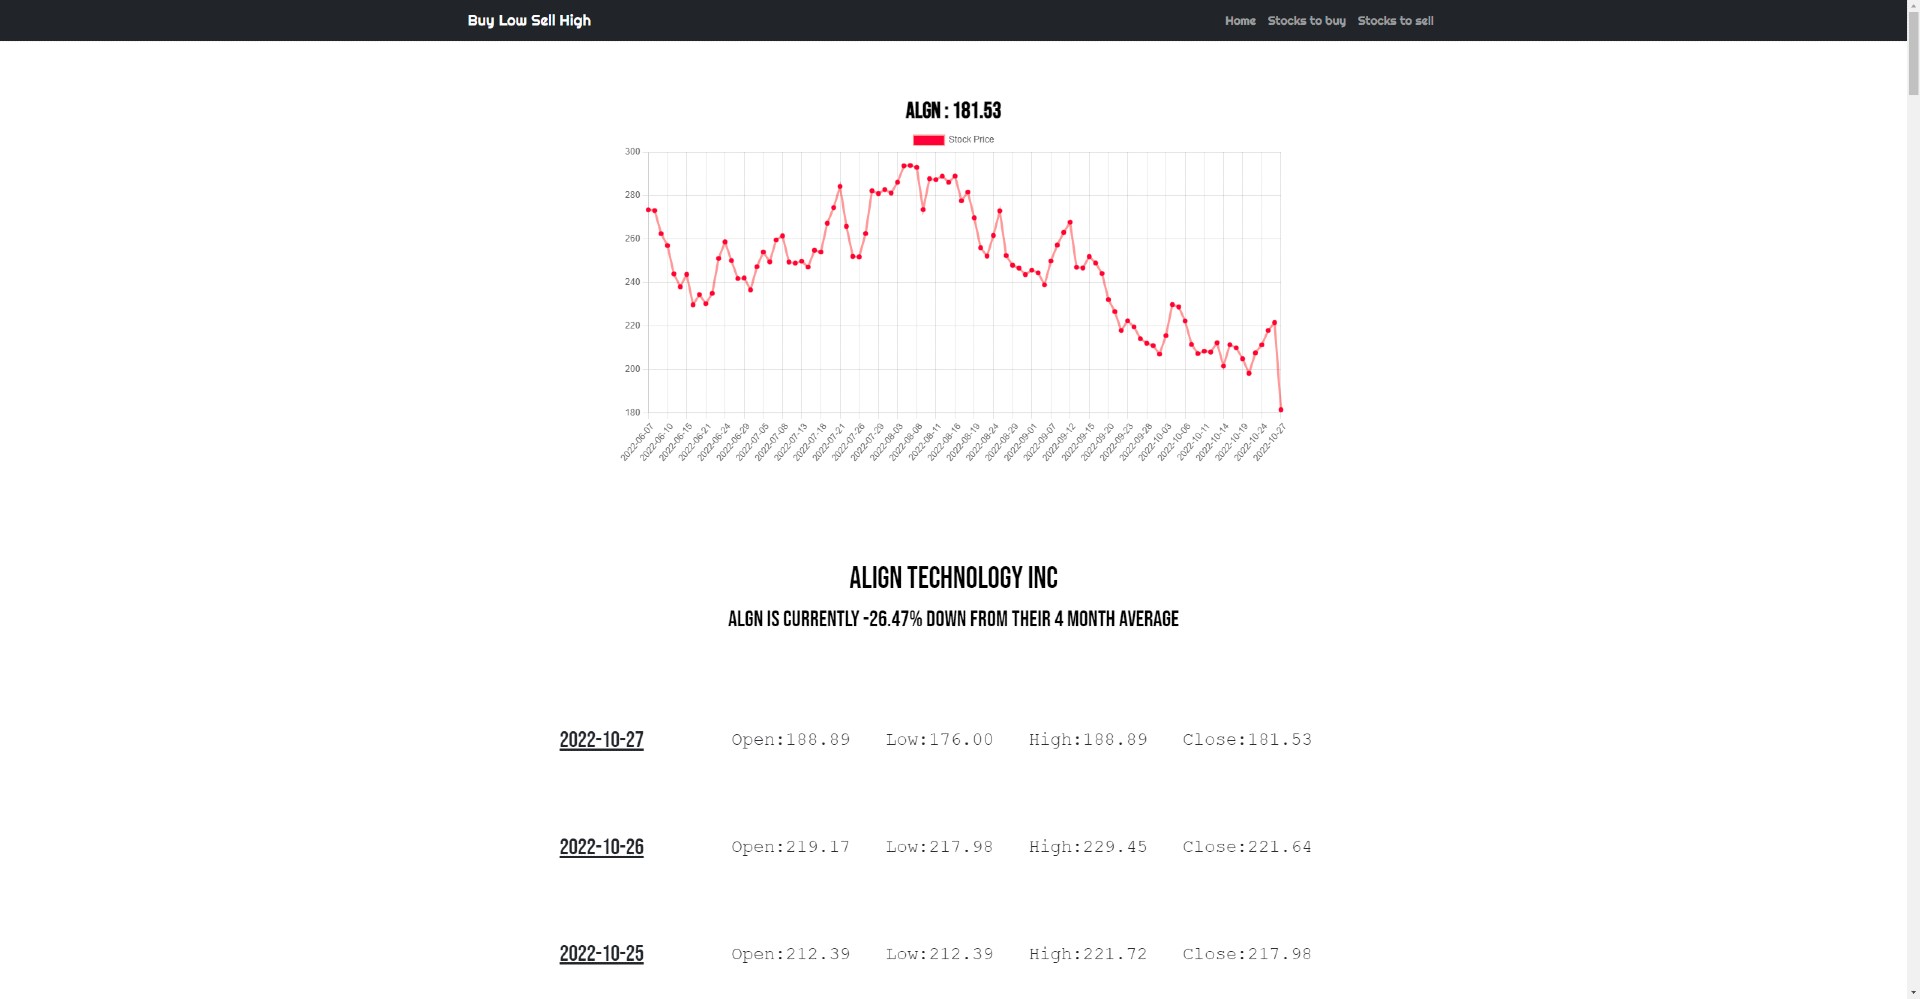 Buy Low Sell High
Home Stocks to buy Stocks to sell
ALGN : 181.53
Stock Price
300
280
260
240
220
200
180
2022-06-07 2022-06-10 2022-06-15 2022-06-21 2022-06-24 2022-06-29 2022-07-05 2022-07-08 2022-07-13 2022-07-18 2022-07-21 2022-07-26 2022-07-29 2022-08-03 2022-08-08 2022-08-11 2022-08-16 2022-08-19 2022-08-24 2022-08-29 2022-09-01 2022-09-07 2022-09-12 2022-09-15 2022-09-20 2022-09-23 2022-09-28 2022-10-03 2022-10-06 2022-10-11 2022-10-14 2022-10-19 2022-10-24 2022-10-27
ALIGN TECHNOLOGY INC
ALGN IS CURRENTLY -26.47% DOWN FROM THEIR 4 MONTH AVERAGE
2022-10-27 Open:188.89 Low:176.00 High:188.89 Close:181.53
2022-10-26 Open:219.17 Low:217.98 High:229.45 Close:221.64
2022-10-25 Open:212.39 Low:212.39 High:221.72 Close:217.98